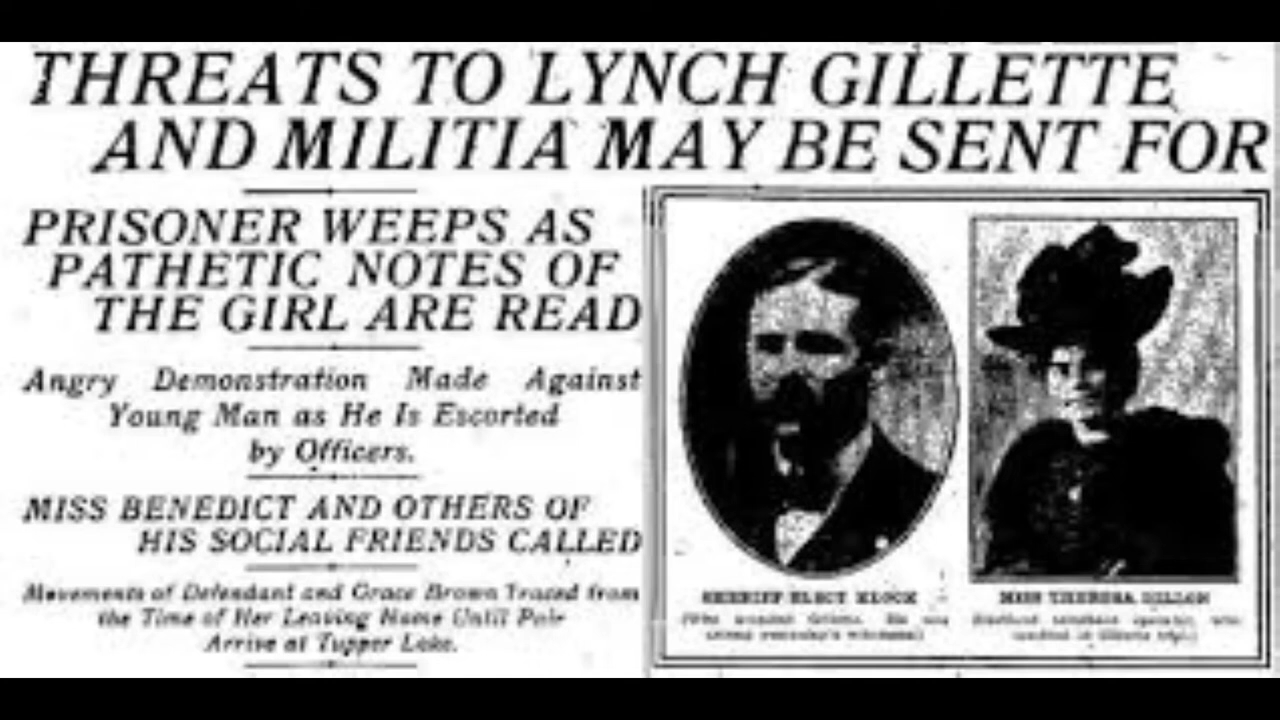 THREATS TO LYNCH GILLETTE
AND MILITIA MAY BE SENT FOR
PRISONER WEEPS AS
PATHETIC NOTES OF
THE GIRL ARE READ
Angry Demonstration Made Against
Young Man as He Is Escorted
by Officers.
MISS BENEDICT AND OTHERS OF
HIS SOCIAL FRIENDS CALLED
Movements of Defendant and Grace Brown Traced from
the Time of Her Leaving Home Until Pair
Arrive at Tupper Lake.
SHERIFF ELECT KLOCK
MISS THERESA DILLON